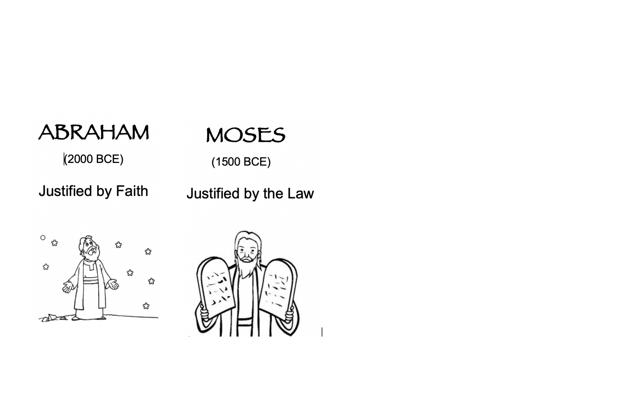 ABRAHAM
(2000 BCE)
Justified by Faith
MOSES
(1500 BCE)
Justified by the Law